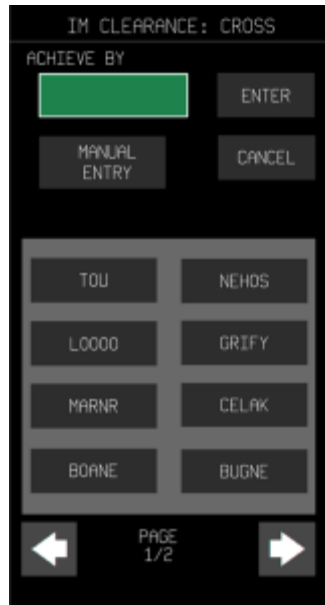 IM CLEARANCE: CROSS
ACHIEVE BY
ENTER
MANUAL
ENTRY
CANCEL
TOU
NEHOS
LOOOO
GRIFY
MARNR
CELAK
BOANE
BUGNE
PAGE
1/2